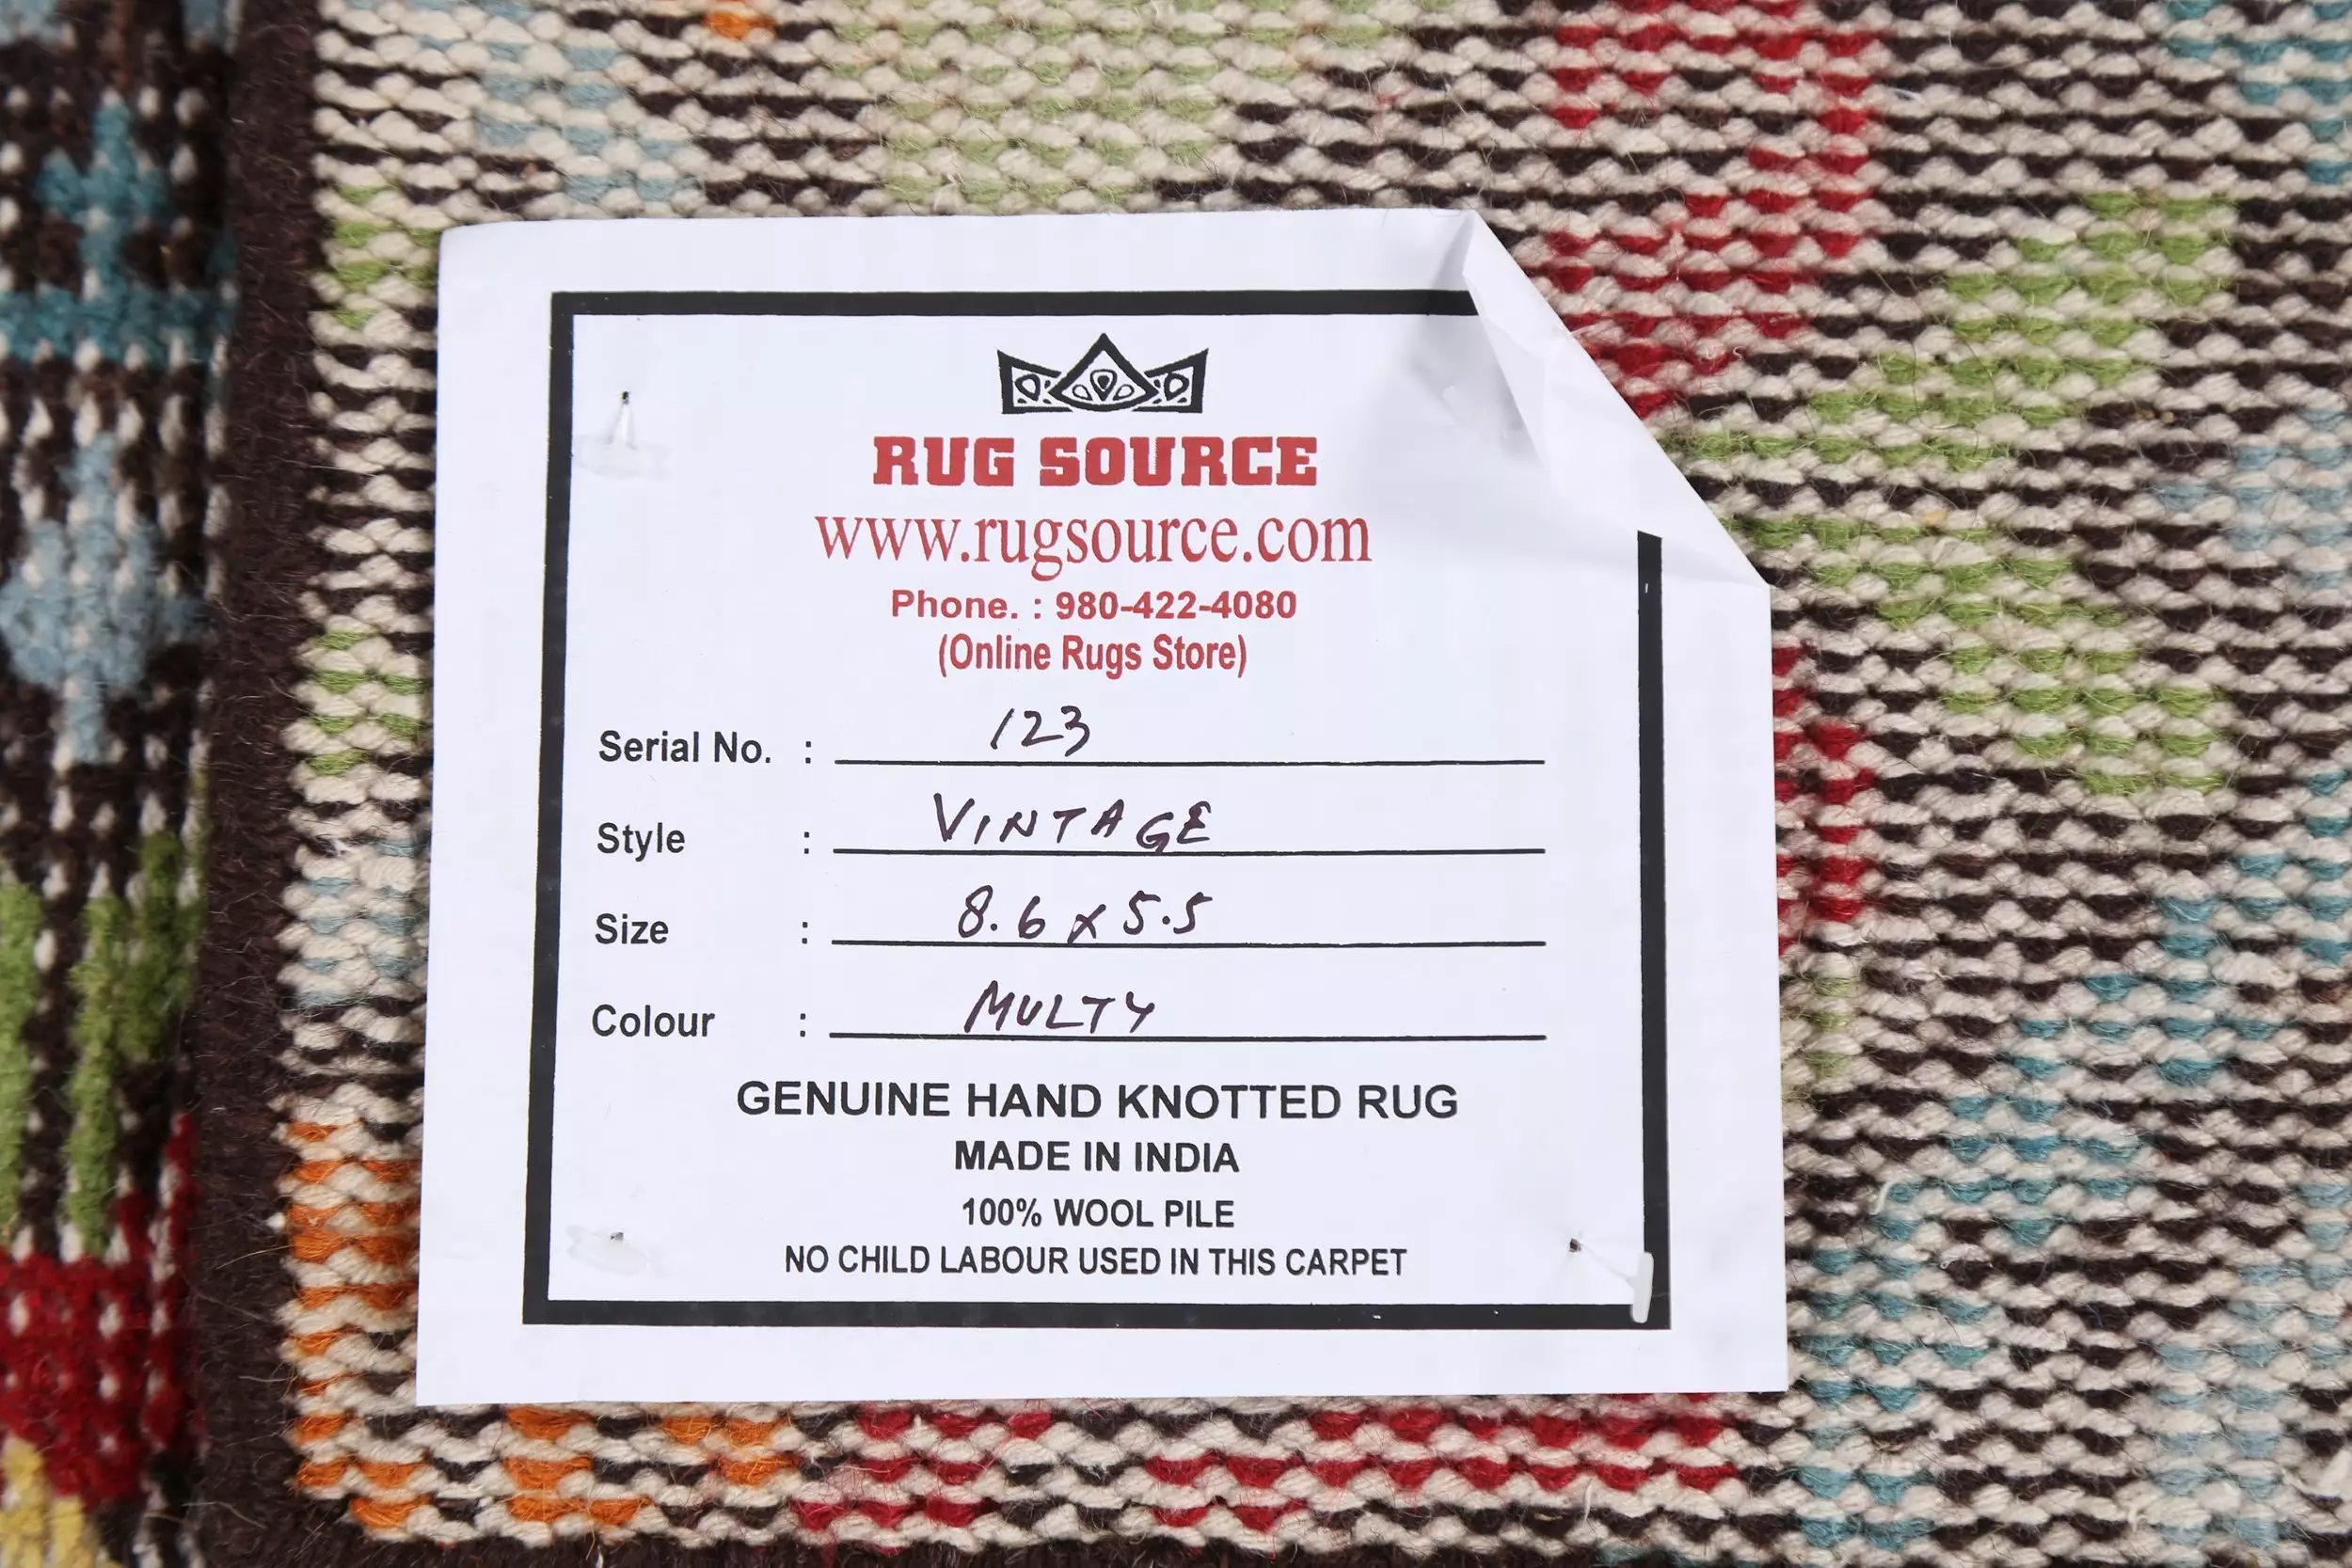 RUG SOURCE
www.rugsource.com
Phone. : 980-422-4080
(Online Rugs Store)
Serial No. : 123
Style : VINTAGE
Size : 8.6 x 5.5
Colour : MULTY
GENUINE HAND KNOTTED RUG
MADE IN INDIA
100% WOOL PILE
NO CHILD LABOUR USED IN THIS CARPET